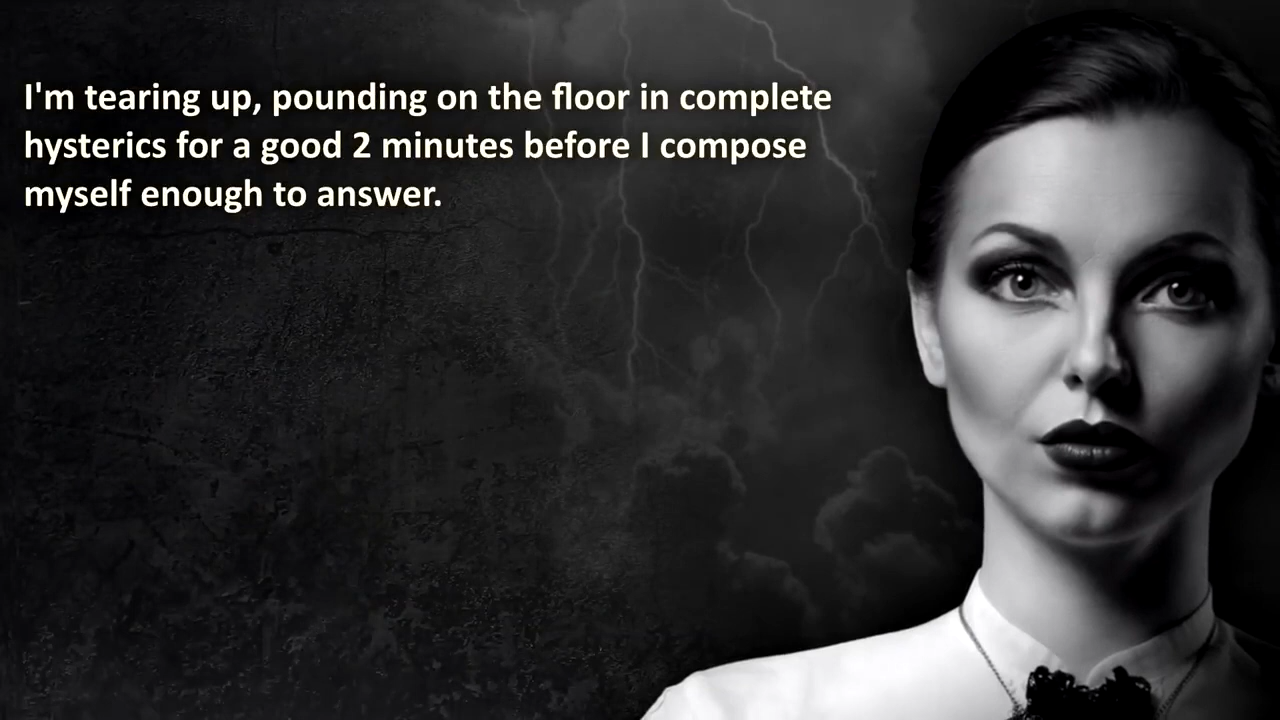 I'm tearing up, pounding on the floor in complete
hysterics for a good 2 minutes before I compose
myself enough to answer.